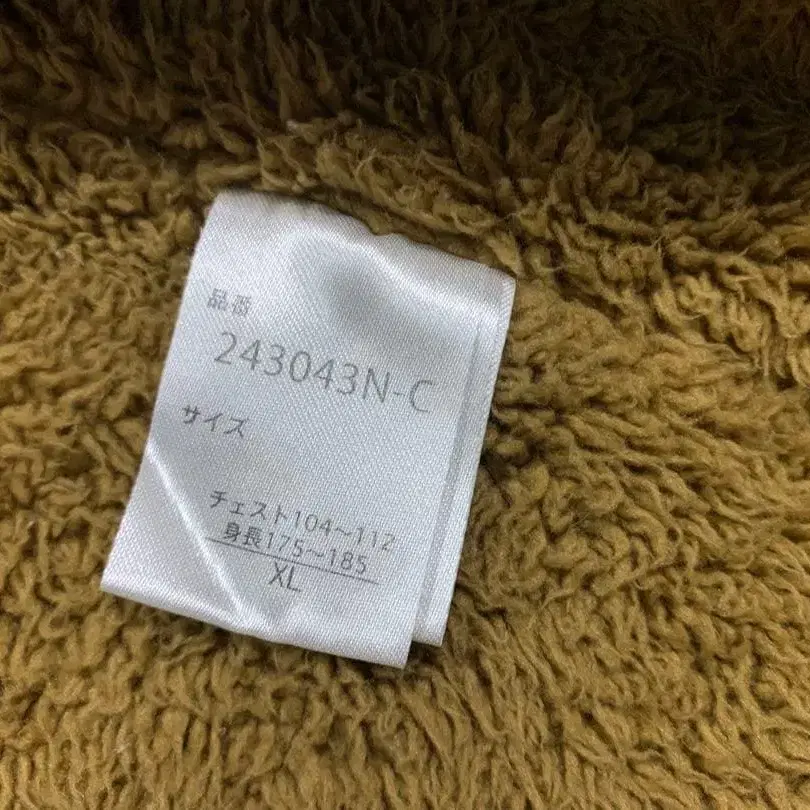 品番
243043N-C
サイズ
チェスト104〜112
身長175〜185
XL